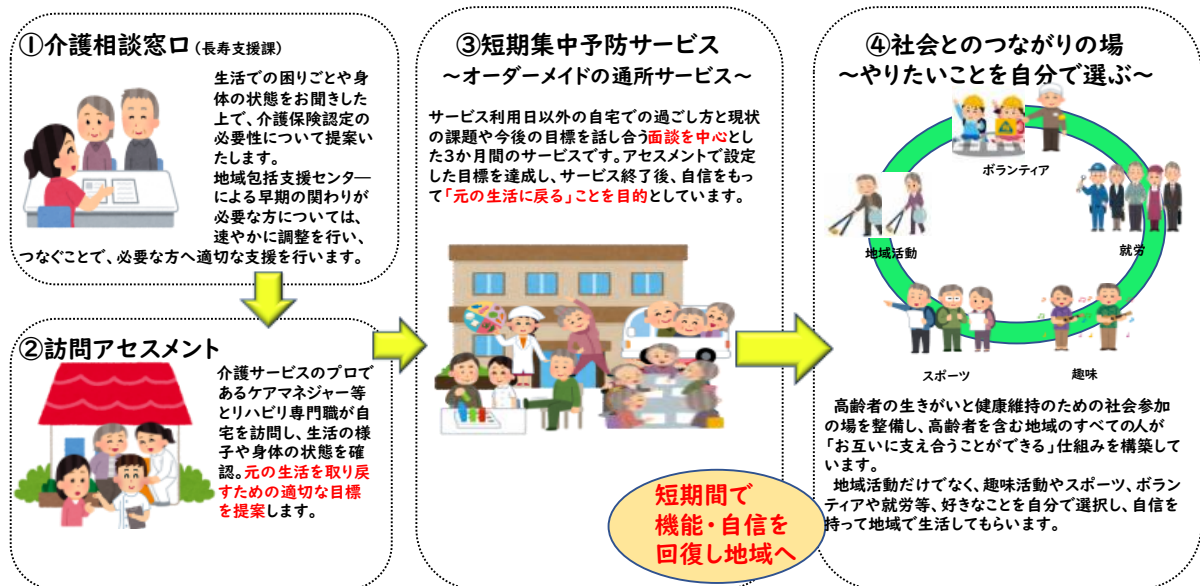 ①介護相談窓口(長寿支援課)
生活での困りごとや身
体の状態をお聞きした
上で、介護保険認定の
必要性について提案い
たします。
地域包括支援センター
による早期の関わりが
必要な方については、
速やかに調整を行い、
つなぐことで、必要な方へ適切な支援を行います。
②訪問アセスメント
介護サービスのプロで
あるケアマネジャー等
とリハビリ専門職が自
宅を訪問し、生活の様
子や身体の状態を確
認。元の生活を取り戻
すための適切な目標
を提案します。
③短期集中予防サービス
~オーダーメイドの通所サービス~
サービス利用日以外の自宅での過ごし方と現状
の課題や今後の目標を話し合う面談を中心とし
た3か月間のサービスです。アセスメントで設定
した目標を達成し、サービス終了後、自信をもっ
て「元の生活に戻る」ことを目的としています。
短期間で
機能・自信を
回復し地域へ
④社会とのつながりの場
~やりたいことを自分で選ぶ~
ボランティア
地域活動
就労
スポーツ
趣味
高齢者の生きがいと健康維持のための社会参加
の場を整備し、高齢者を含む地域のすべての人が
「お互いに支え合うことができる」仕組みを構築して
います。
地域活動だけでなく、趣味活動やスポーツ、ボラン
ティアや就労等、好きなことを自分で選択し、自信を
持って地域で生活してもらいます。